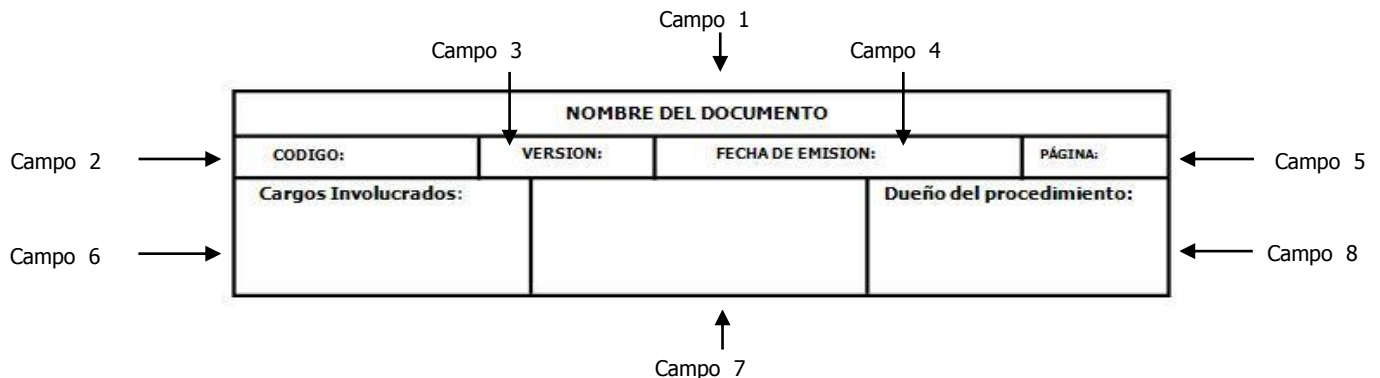 Campo 1
Campo 3 Campo 4
NOMBRE DEL DOCUMENTO
Campo 2 CODIGO: VERSION: FECHA DE EMISION: PÁGINA: Campo 5
Cargos Involucrados: Dueño del procedimiento:
Campo 6 Campo 8
Campo 7